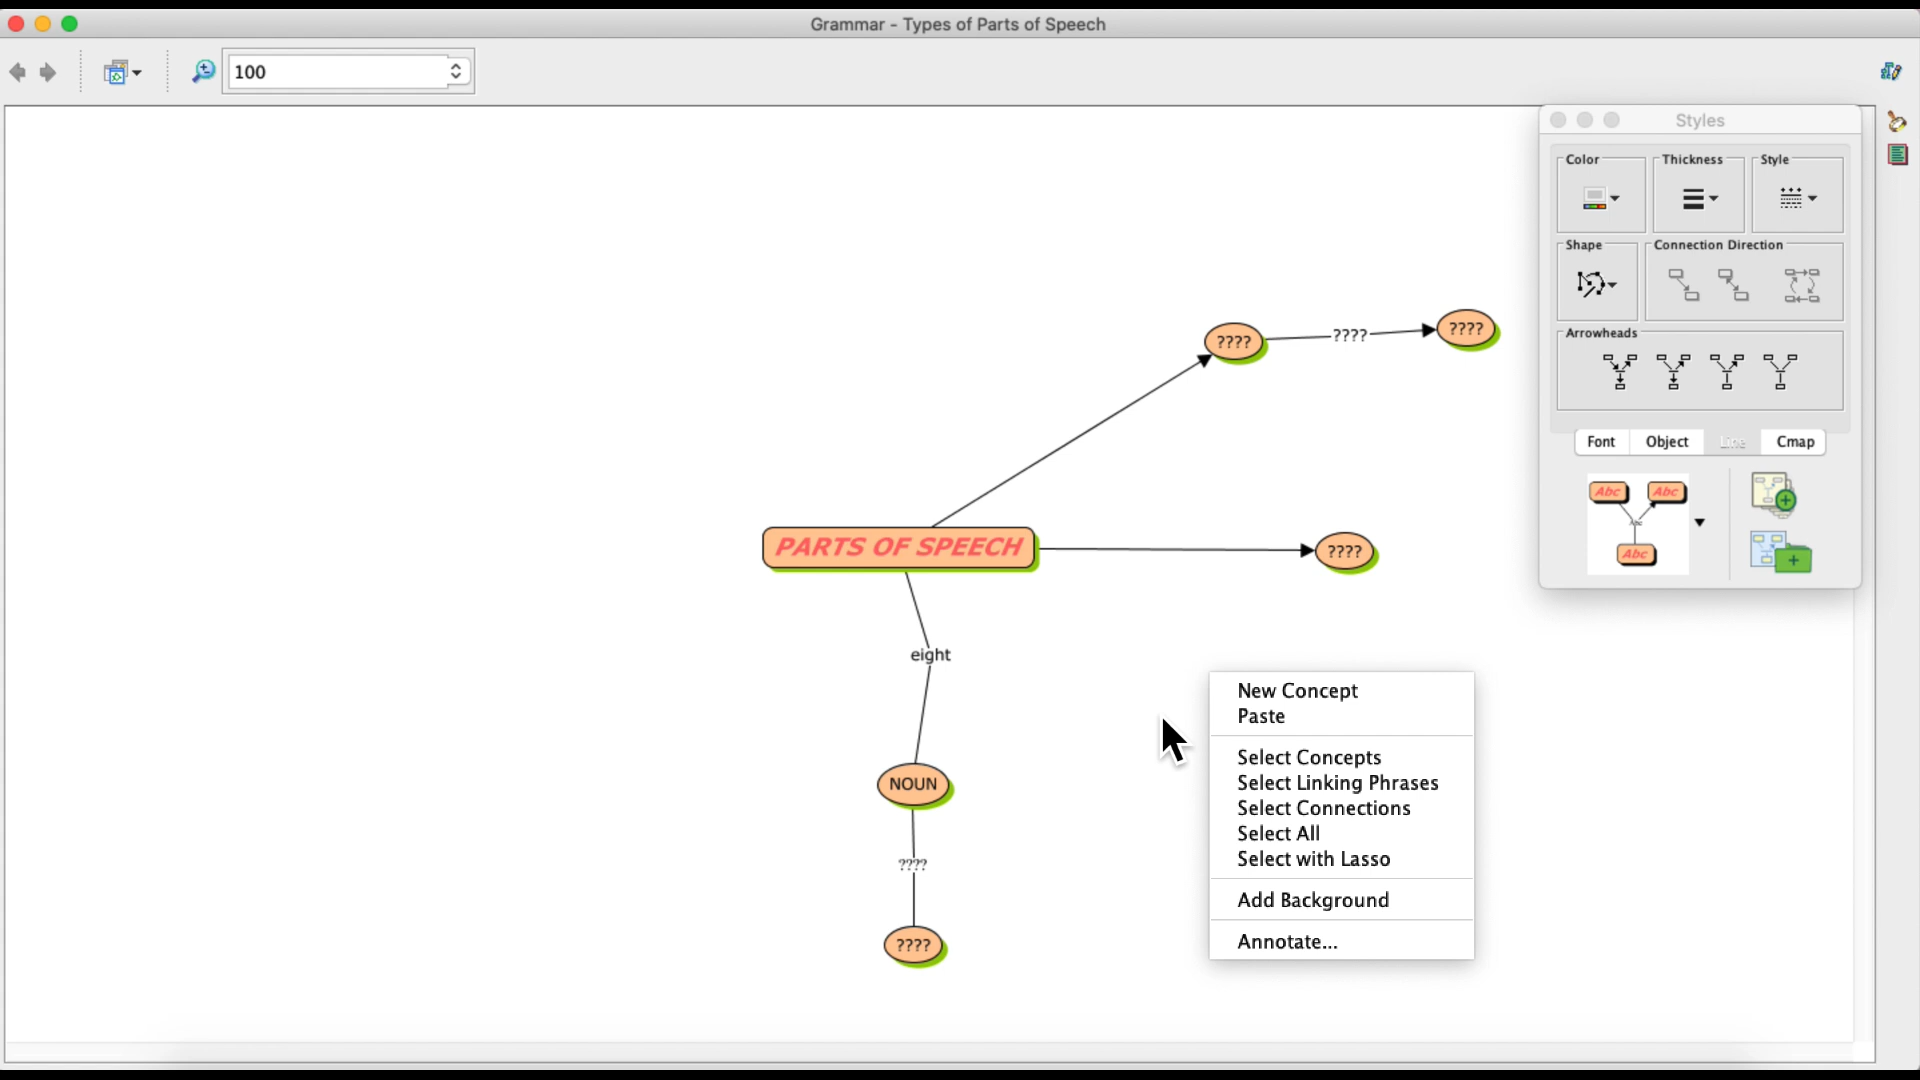 Grammar - Types of Parts of Speech
100
Styles
Color
Thickness
Style
Shape
Connection Direction
Arrowheads
Font
Object
Line
Cmap
Abc
Abc
Abc
Abc
????
????
????
PARTS OF SPEECH
????
eight
NOUN
????
????
New Concept
Paste
Select Concepts
Select Linking Phrases
Select Connections
Select All
Select with Lasso
Add Background
Annotate...